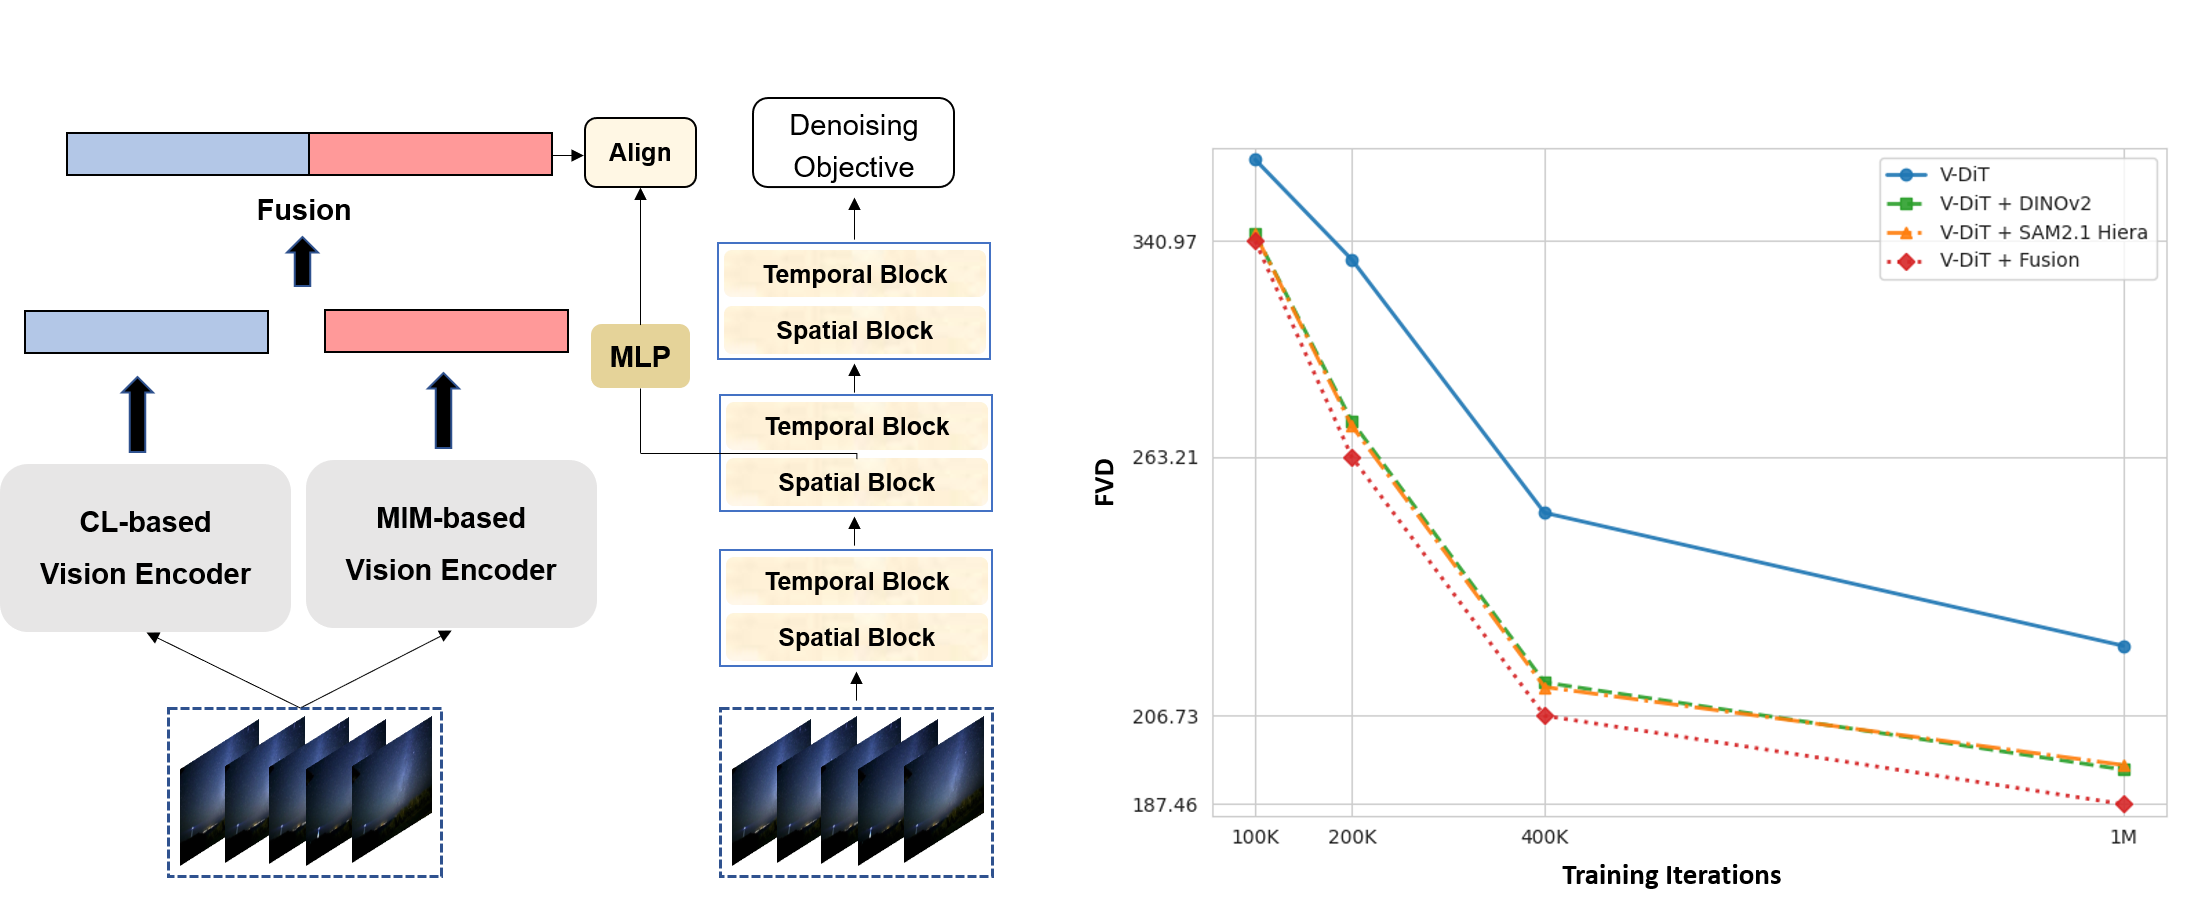 Fusion
Align
CL-based
Vision Encoder
MIM-based
Vision Encoder
MLP
Denoising
Objective
Temporal Block
Spatial Block
Temporal Block
Spatial Block
Temporal Block
Spatial Block
FVD
340.97
263.21
206.73
187.46
V-DiT
V-DiT + DINOv2
V-DiT + SAM2.1 Hiera
V-DiT + Fusion
100K 200K 400K 1M
Training Iterations